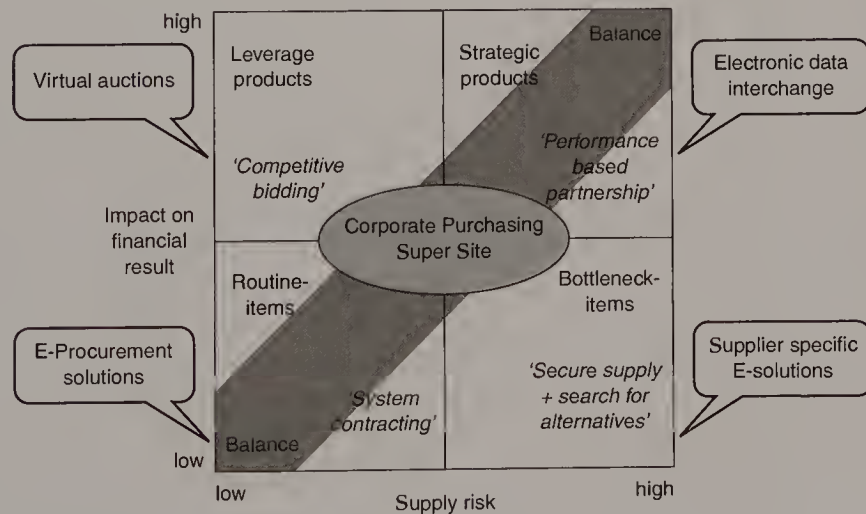 high
Leverage
products
Strategic
products
Balance
Virtual auctions
Electronic data
interchange
'Competitive
bidding'
'Performance
based
partnership'
Impact on
financial
result
Corporate Purchasing
Super Site
Routine-
items
Bottleneck-
items
E-Procurement
solutions
Supplier specific
E-solutions
'System
contracting'
'Secure supply
+ search for
alternatives'
Balance
low
low
Supply risk
high